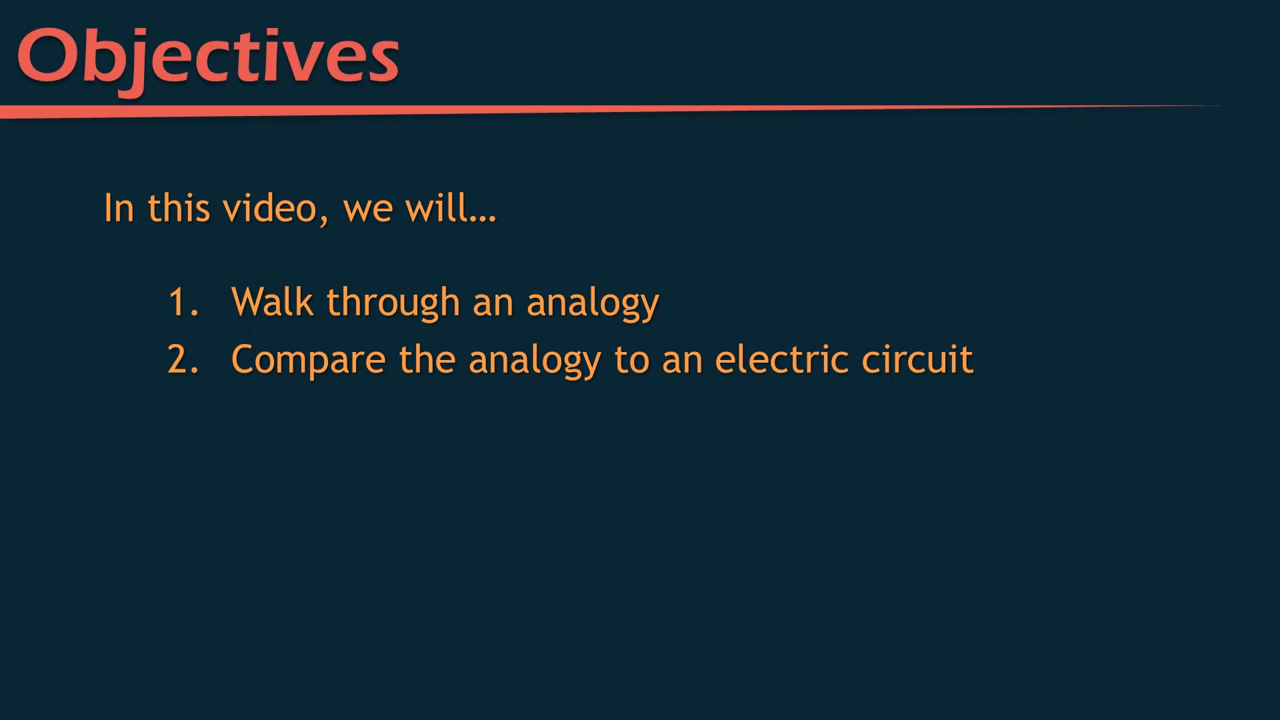 Objectives
In this video, we will…
1. Walk through an analogy
2. Compare the analogy to an electric circuit